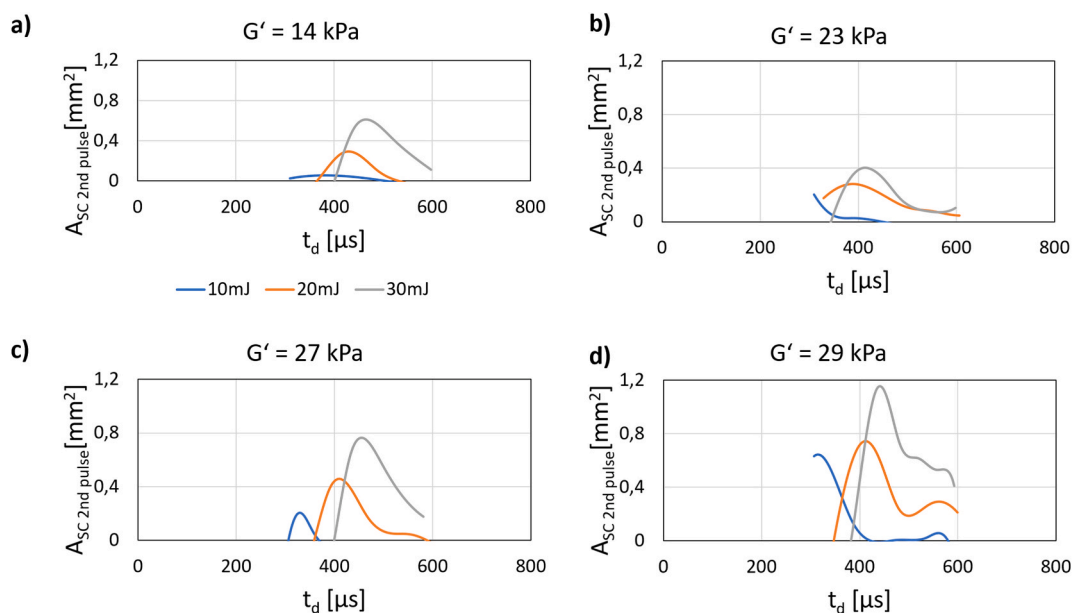 a)
G‘ = 14 kPa
A_SC 2nd pulse[mm²]
1,2
0,8
0,4
0
0 200 400 600 800
t_d [µs]
10mJ 20mJ 30mJ
b)
G‘ = 23 kPa
A_SC 2nd pulse[mm²]
1,2
0,8
0,4
0
0 200 400 600 800
t_d [µs]
c)
G‘ = 27 kPa
A_SC 2nd pulse[mm²]
1,2
0,8
0,4
0
0 200 400 600 800
t_d [µs]
d)
G‘ = 29 kPa
A_SC 2nd pulse[mm²]
1,2
0,8
0,4
0
0 200 400 600 800
t_d [µs]